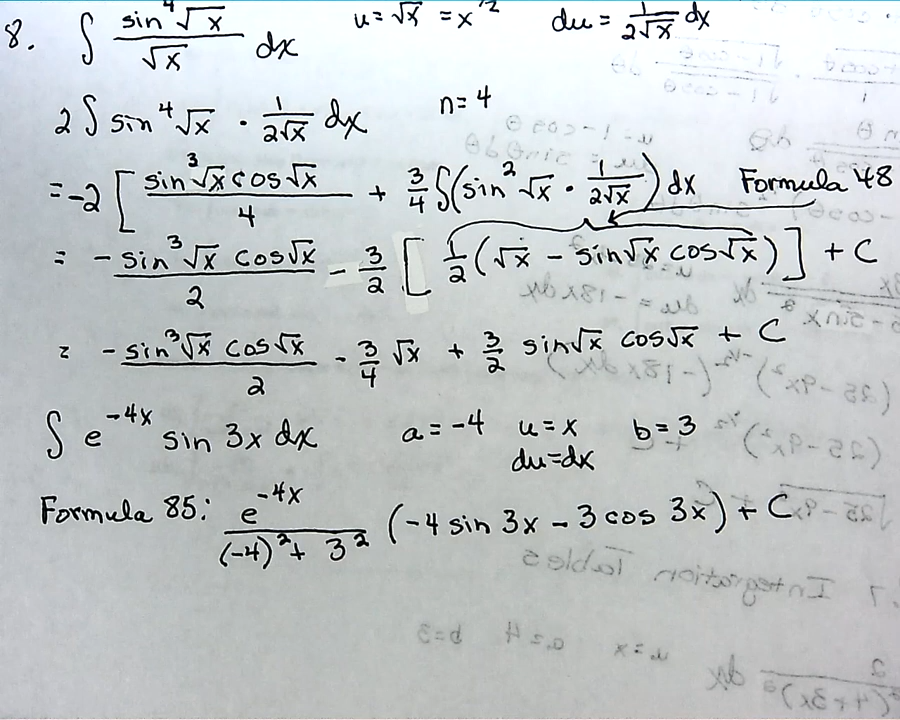 8. ∫ sin⁴√x / √x dx u = √x = x^1/2 du = 1/(2√x) dx
2 ∫ sin⁴√x · 1/(2√x) dx n = 4
= -2 [ sin³√x cos√x / 4 + 3/4 ∫(sin²√x · 1/(2√x)) dx Formula 48
= -sin³√x cos√x / 2 - 3/2 [ 1/2 (√x - sin√x cos√x) ] + C
= -sin³√x cos√x / 2 - 3/4 √x + 3/2 sin√x cos√x + C
∫ e^-4x sin 3x dx a = -4 u = x b = 3
du = dx
Formula 85: e^-4x / ((-4)² + 3²) (-4 sin 3x - 3 cos 3x) + C